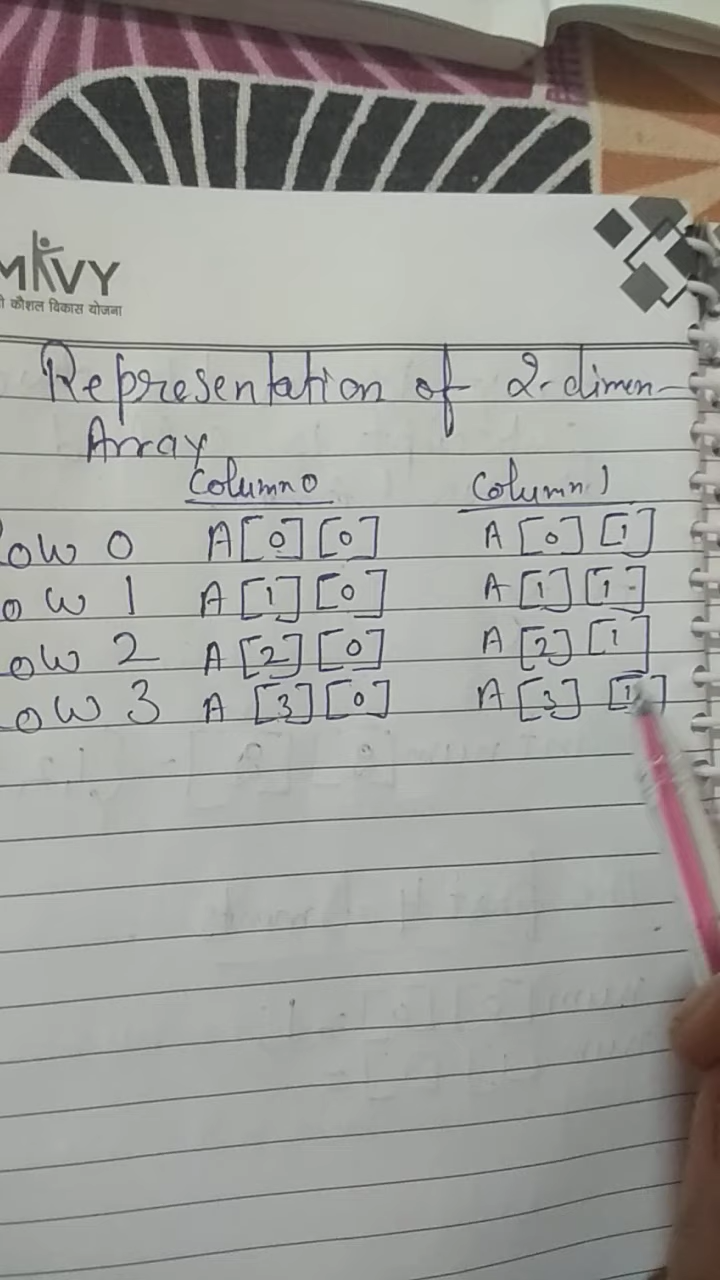 MKVY
कौशल विकास योजना
Representation of 2-dimen-
Array
Column 0 Column 1
ow 0 A[0][0] A[0][1]
ow 1 A[1][0] A[1][1]
ow 2 A[2][0] A[2][1]
ow 3 A[3][0] A[3][1]